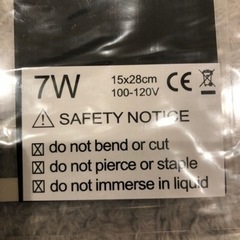 7W 15x28cm
100-120V
SAFETY NOTICE
do not bend or cut
do not pierce or staple
do not immerse in liquid